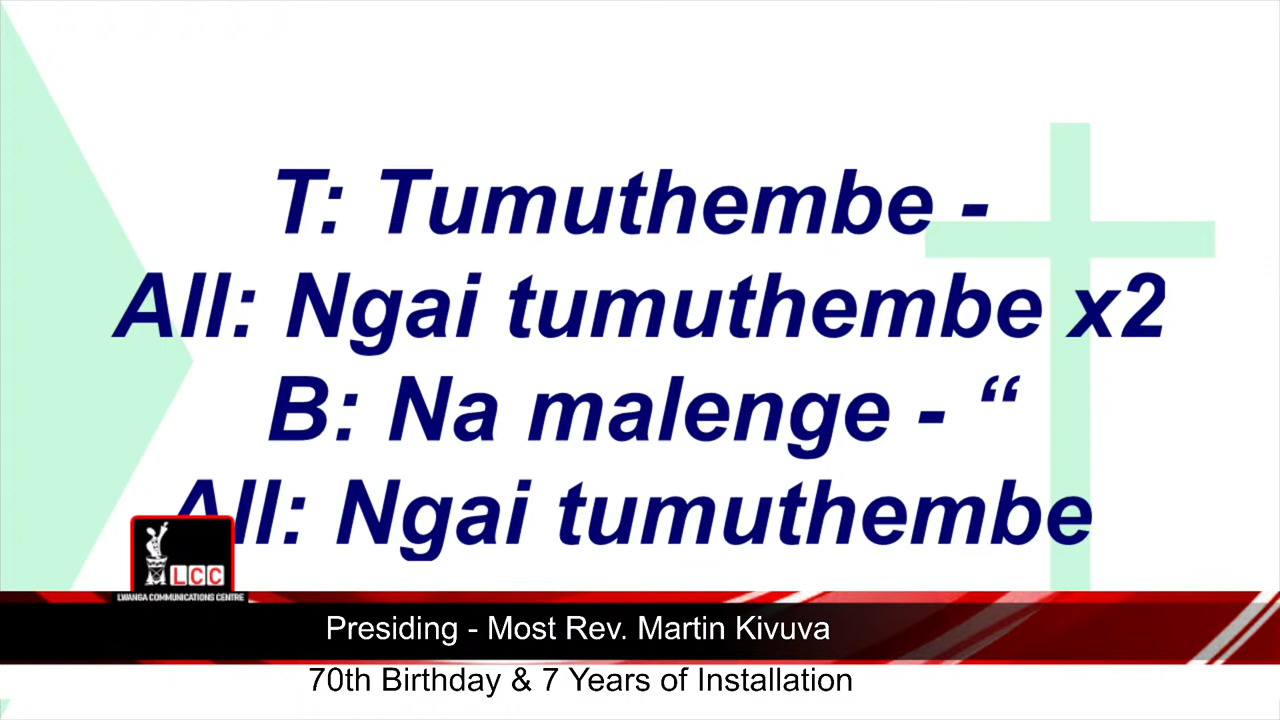 T: Tumuthembe -
All: Ngai tumuthembe x2
B: Na malenge - “
All: Ngai tumuthembe
LCC
LWANGA COMMUNICATIONS CENTRE
Presiding - Most Rev. Martin Kivuva
70th Birthday & 7 Years of Installation